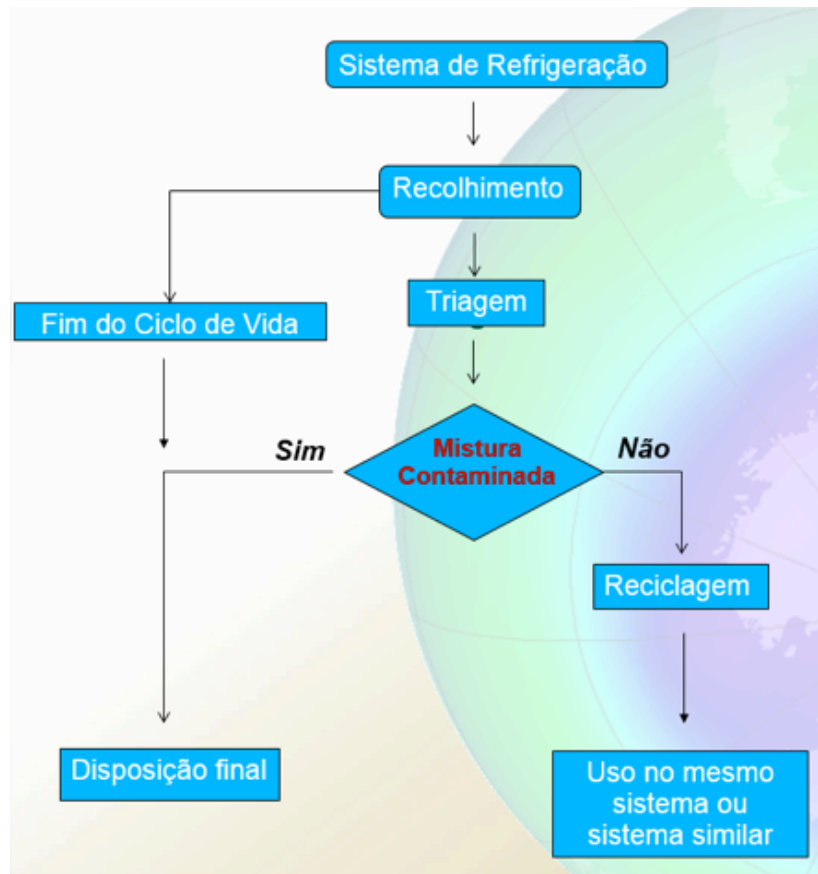 Sistema de Refrigeração
Recolhimento
Triagem
Fim do Ciclo de Vida
Sim
Mistura
Contaminada
Não
Reciclagem
Disposição final
Uso no mesmo
sistema ou
sistema similar